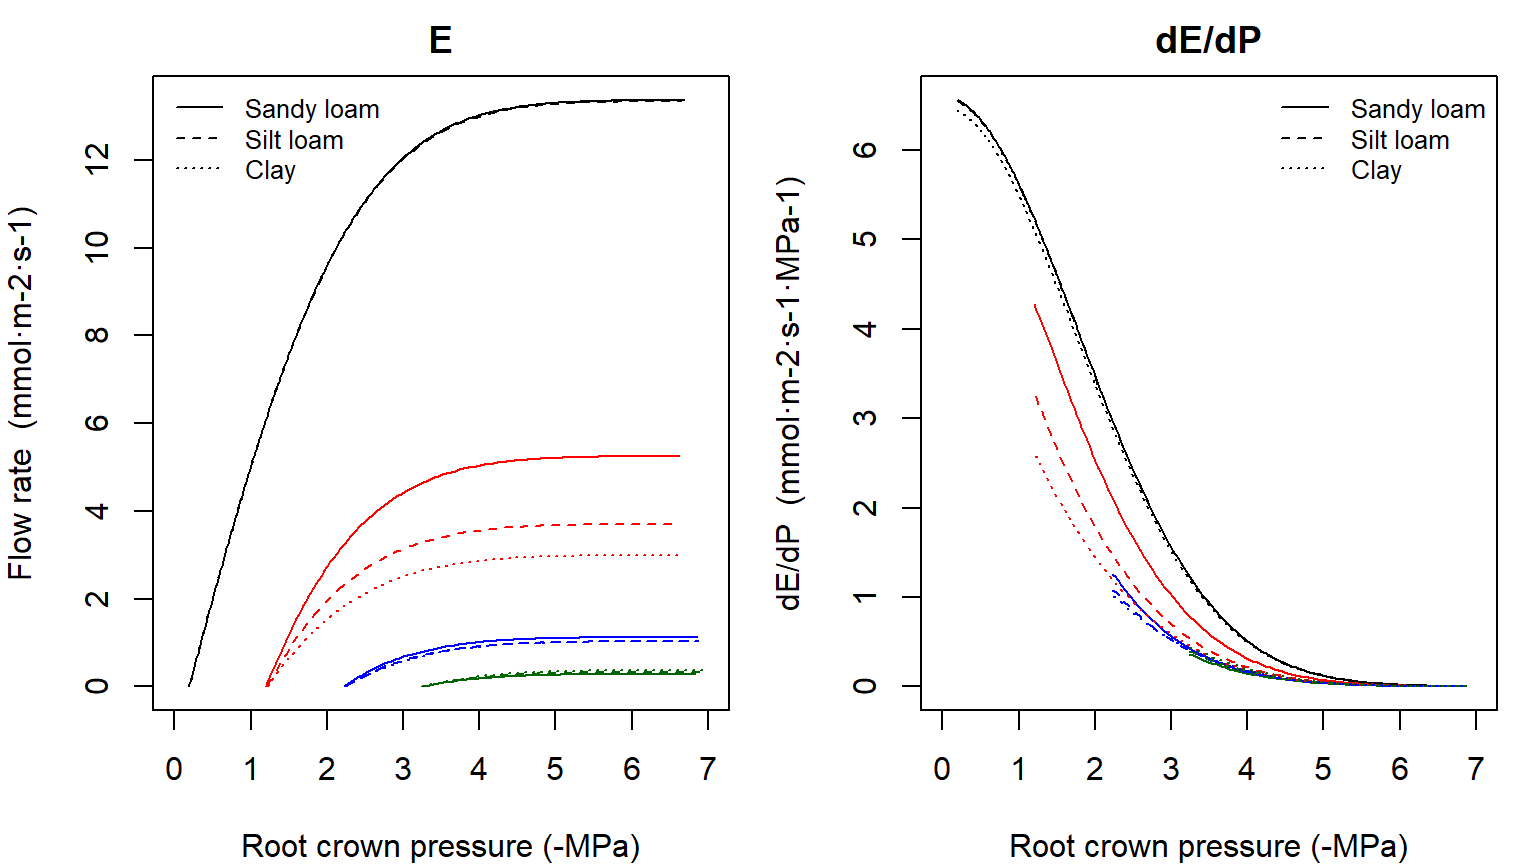 E
Sandy loam
Silt loam
Clay
Flow rate (mmol·m-2·s-1)
0 2 4 6 8 10 12
0 1 2 3 4 5 6 7
Root crown pressure (-MPa)
dE/dP
Sandy loam
Silt loam
Clay
dE/dP (mmol·m-2·s-1·MPa-1)
0 1 2 3 4 5 6
0 1 2 3 4 5 6 7
Root crown pressure (-MPa)